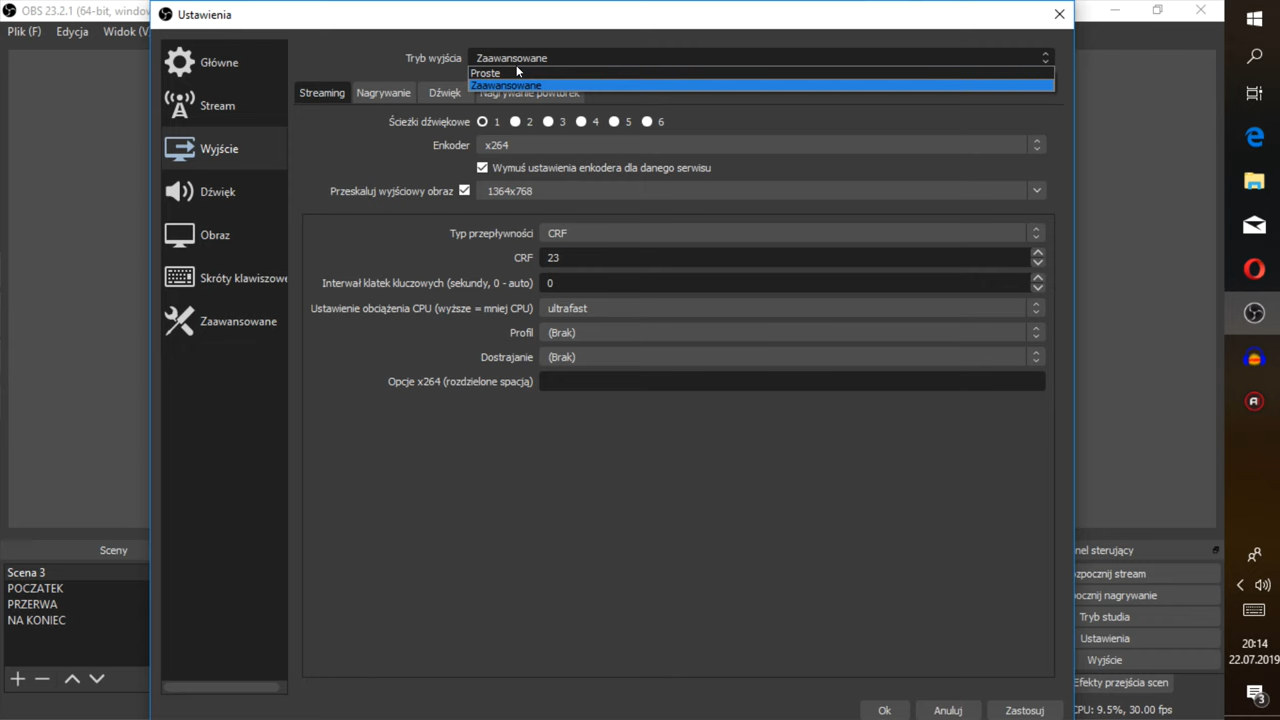 OBS 23.2.1 (64-bit, window
Plik (F) Edycja Widok (V
Ustawienia
Główne
Stream
Wyjście
Dźwięk
Obraz
Skróty klawiszowe
Zaawansowane
Tryb wyjścia Zaawansowane
Proste
Zaawansowane
Streaming Nagrywanie Dźwięk Nagrywanie powtórek
Ścieżki dźwiękowe 1 2 3 4 5 6
Enkoder x264
Wymuś ustawienia enkodera dla danego serwisu
Przeskaluj wyjściowy obraz 1364x768
Typ przepływności CRF
CRF 23
Interwał klatek kluczowych (sekundy, 0 - auto) 0
Ustawienie obciążenia CPU (wyższe = mniej CPU) ultrafast
Profil (Brak)
Dostrajanie (Brak)
Opcje x264 (rozdzielone spacją)
Ok Anuluj Zastosuj
Sceny
Scena 3
POCZATEK
PRZERWA
NA KONIEC
nel sterujący
ozpocznij stream
pocznij nagrywanie
Tryb studia
Ustawienia
Wyjście
Efekty przejścia scen
CPU: 9.5%, 30.00 fps
20:14
22.07.2019
3